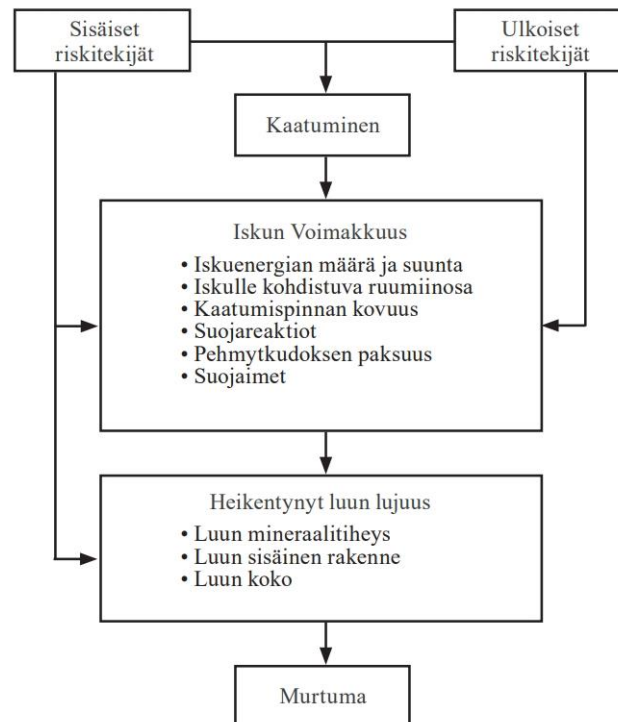 Sisäiset
riskitekijät
Ulkoiset
riskitekijät
Kaatuminen
Iskun Voimakkuus
• Iskuenergian määrä ja suunta
• Iskulle kohdistuva ruumiinosa
• Kaatumispinnan kovuus
• Suojareaktiot
• Pehmytkudoksen paksuus
• Suojaimet
Heikentynyt luun lujuus
• Luun mineraalitiheys
• Luun sisäinen rakenne
• Luun koko
Murtuma